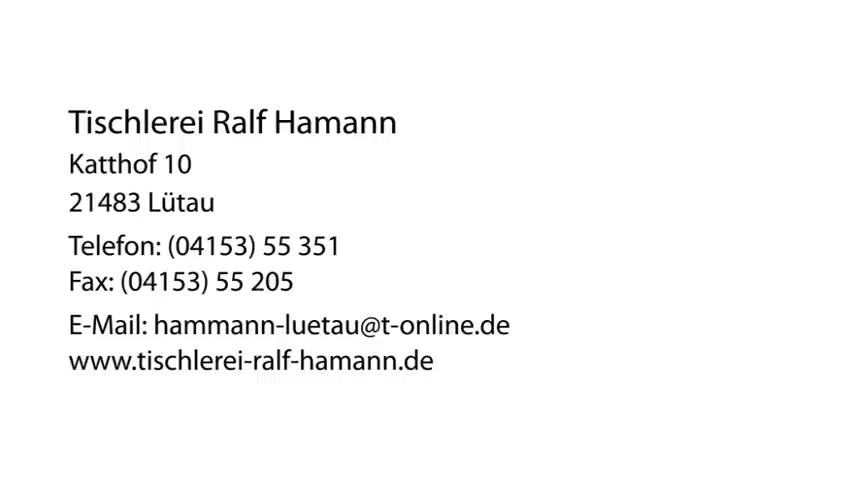 Tischlerei Ralf Hamann
Katthof 10
21483 Lütau
Telefon: (04153) 55 351
Fax: (04153) 55 205
E-Mail: hammann-luetau@t-online.de
www.tischlerei-ralf-hamann.de